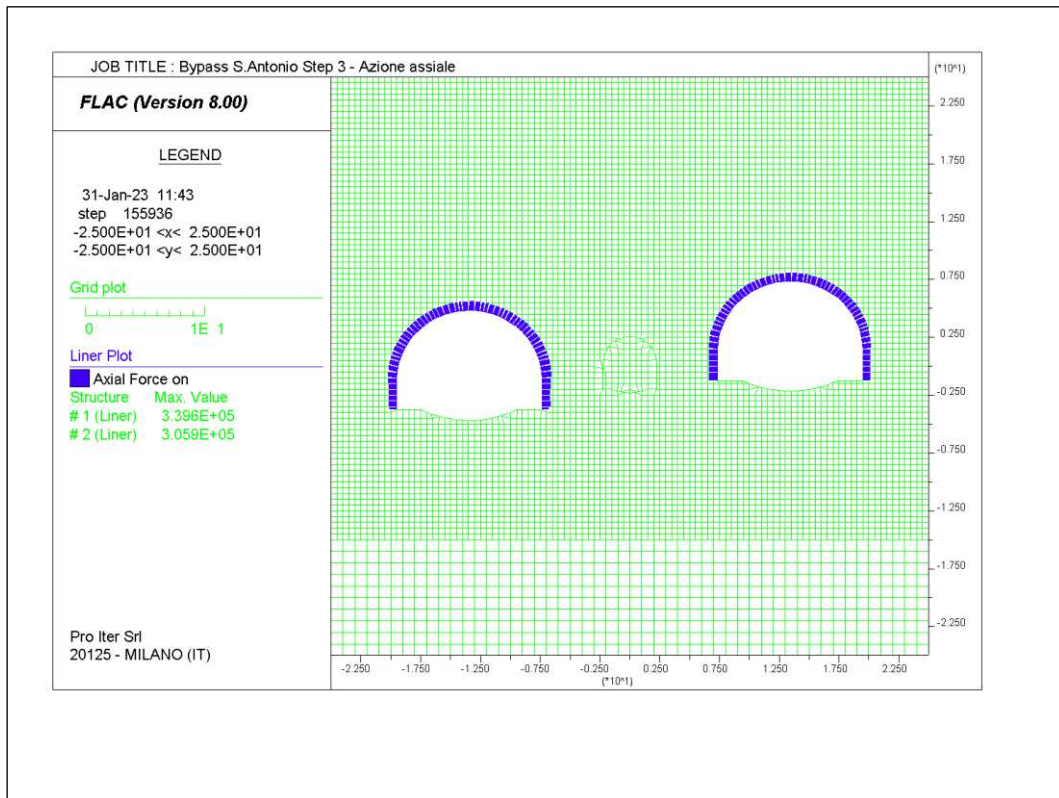 JOB TITLE : Bypass S.Antonio Step 3 - Azione assiale
(*10^1)
FLAC (Version 8.00)
LEGEND
31-Jan-23 11:43
step 155936
-2.500E+01 <x< 2.500E+01
-2.500E+01 <y< 2.500E+01
Grid plot
0 1E 1
Liner Plot
Axial Force on
Structure Max. Value
# 1 (Liner) 3.396E+05
# 2 (Liner) 3.059E+05
Pro Iter Srl
20125 - MILANO (IT)
2.250
1.750
1.250
0.750
0.250
-0.250
-0.750
-1.250
-1.750
-2.250
-2.250 -1.750 -1.250 -0.750 -0.250 0.250 0.750 1.250 1.750 2.250
(*10^1)